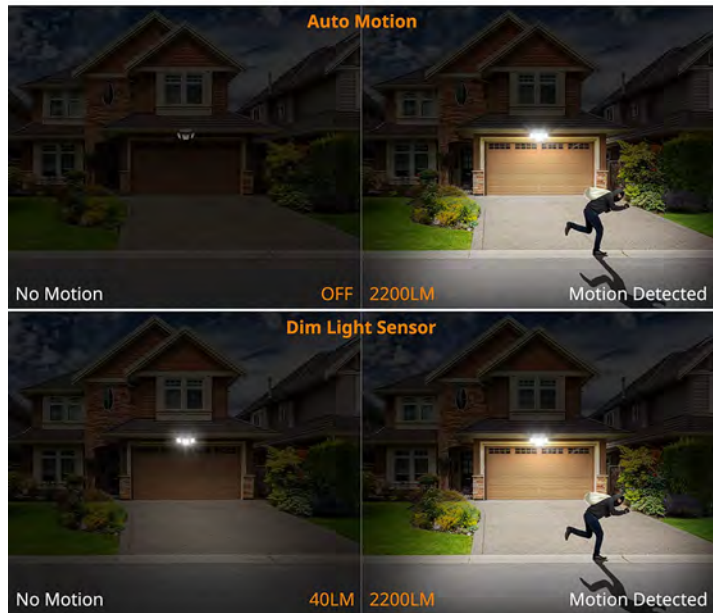 Auto Motion
No Motion OFF 2200LM Motion Detected
Dim Light Sensor
No Motion 40LM 2200LM Motion Detected